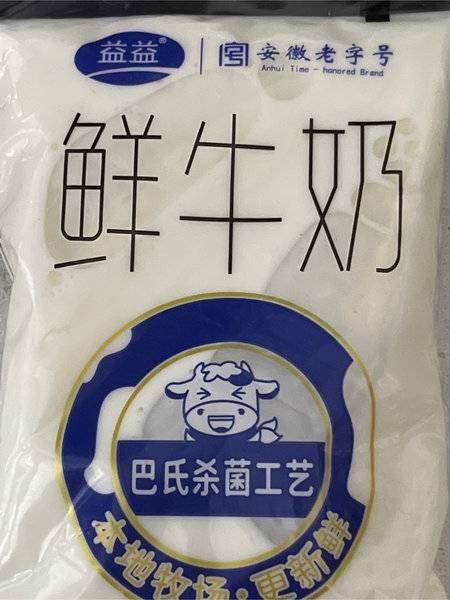 益益®
安徽老字号
Anhui Time-honored Brand
鲜牛奶
巴氏杀菌工艺
本地牧场·更新鲜